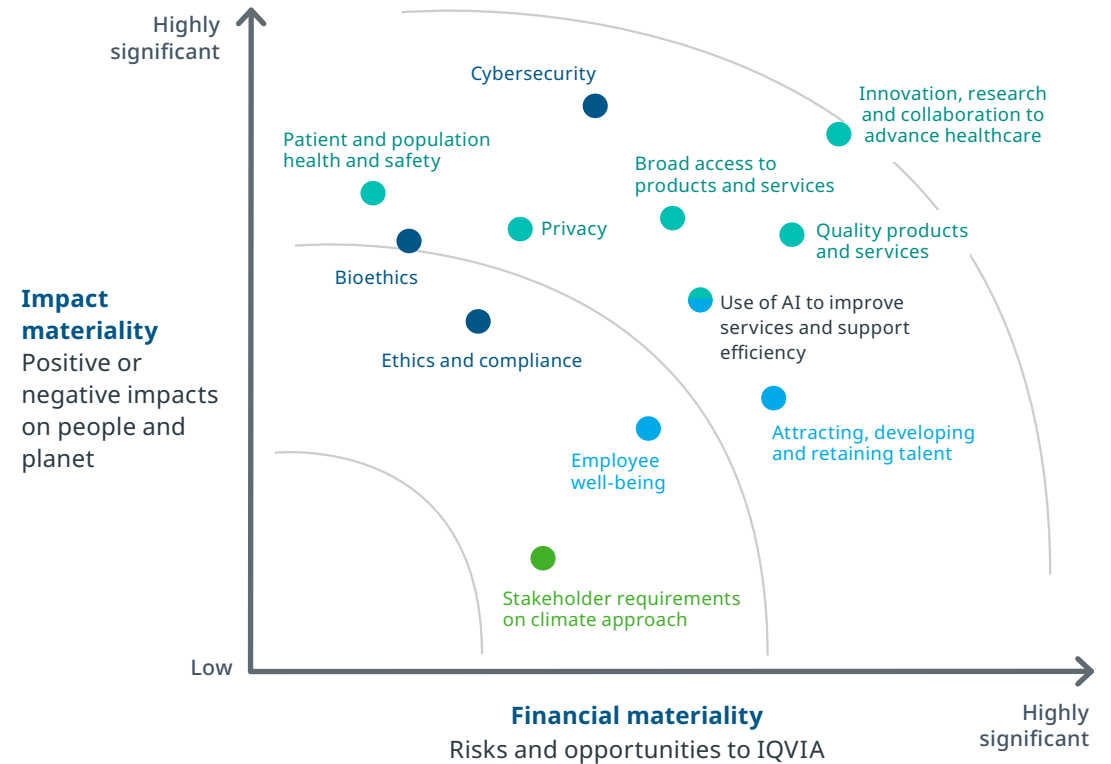 Highly
significant
Cybersecurity
Innovation, research
and collaboration to
advance healthcare
Patient and population
health and safety
Broad access to
products and services
Privacy
Quality products
and services
Bioethics
Impact
materiality
Positive or
negative impacts
on people and
planet
Use of AI to improve
services and support
efficiency
Ethics and compliance
Attracting, developing
and retaining talent
Employee
well-being
Stakeholder requirements
on climate approach
Low
Financial materiality
Risks and opportunities to IQVIA
Highly
significant